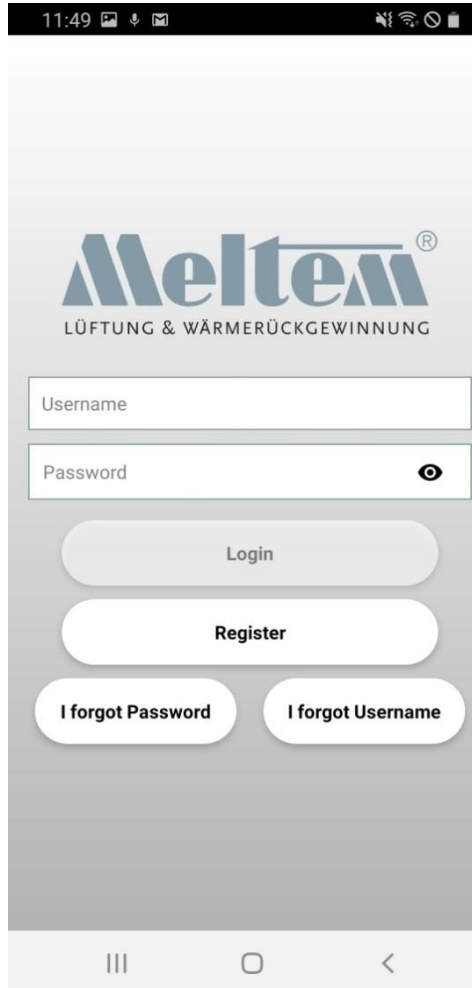 11:49
Meltem®
LÜFTUNG & WÄRMERÜCKGEWINNUNG
Username
Password
Login
Register
I forgot Password
I forgot Username